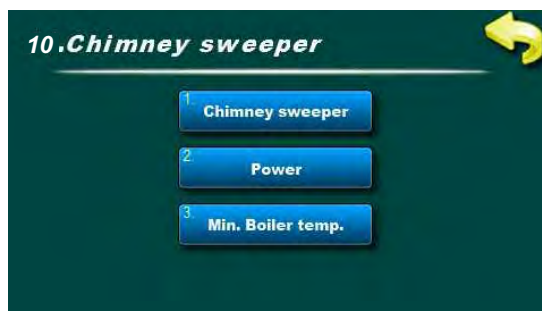 10.Chimney sweeper
1.
Chimney sweeper
2.
Power
3.
Min. Boiler temp.